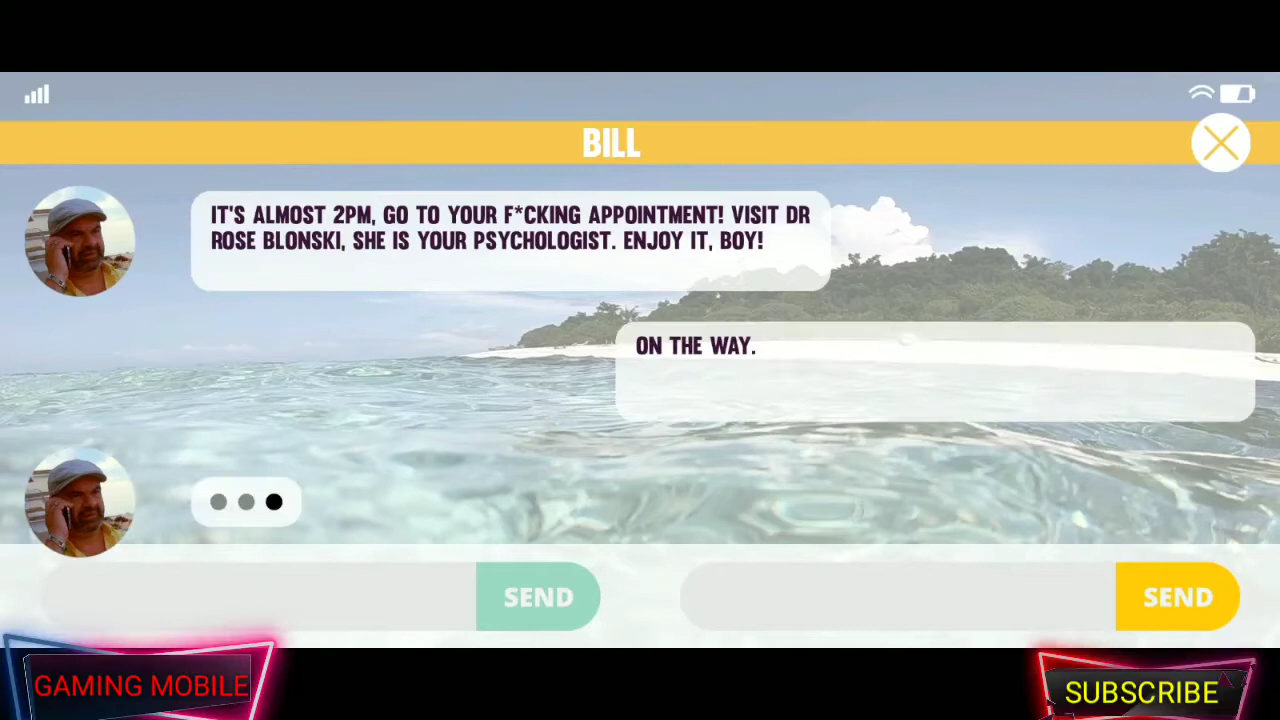 BILL
IT'S ALMOST 2PM, GO TO YOUR F*CKING APPOINTMENT! VISIT DR
ROSE BLONSKI, SHE IS YOUR PSYCHOLOGIST. ENJOY IT, BOY!
ON THE WAY.
SEND
SEND
GAMING MOBILE
SUBSCRIBE